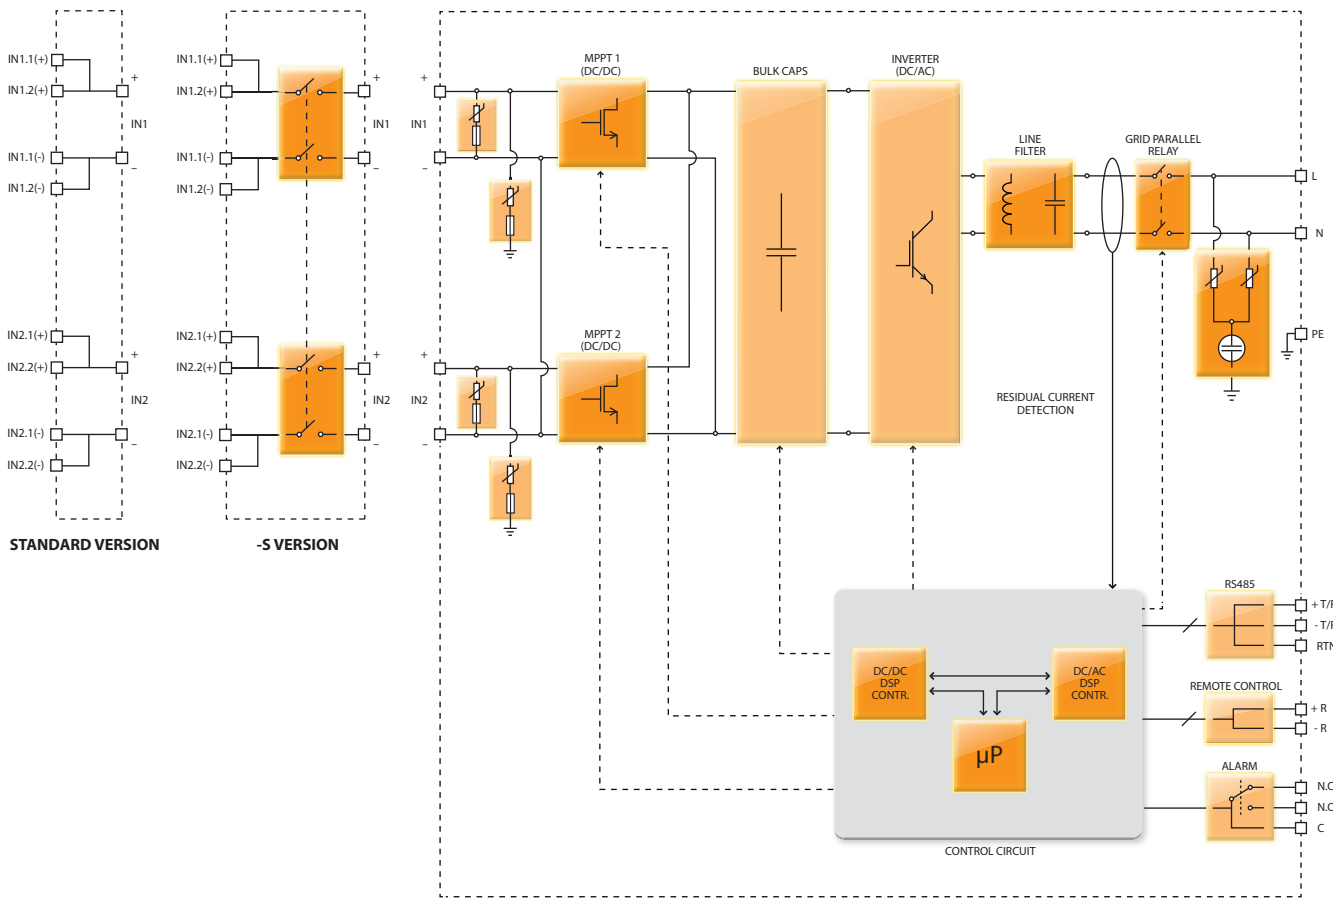 IN1.1(+)
IN1.2(+)
IN1.1(-)
IN1.2(-)
+
IN1
–
IN2.1(+)
IN2.2(+)
IN2.1(-)
IN2.2(-)
+
IN2
–
STANDARD VERSION
IN1.1(+)
IN1.2(+)
IN1.1(-)
IN1.2(-)
+
IN1
–
IN2.1(+)
IN2.2(+)
IN2.1(-)
IN2.2(-)
+
IN2
–
-S VERSION
+
IN1
–
+
IN2
–
MPPT 1
(DC/DC)
MPPT 2
(DC/DC)
BULK CAPS
INVERTER
(DC/AC)
LINE
FILTER
GRID PARALLEL
RELAY
L
N
PE
RESIDUAL CURRENT
DETECTION
DC/DC
DSP
CONTR.
DC/AC
DSP
CONTR.
µP
CONTROL CIRCUIT
RS485
+ T/R
- T/R
RTN
REMOTE CONTROL
+ R
- R
ALARM
N.C
N.O
C